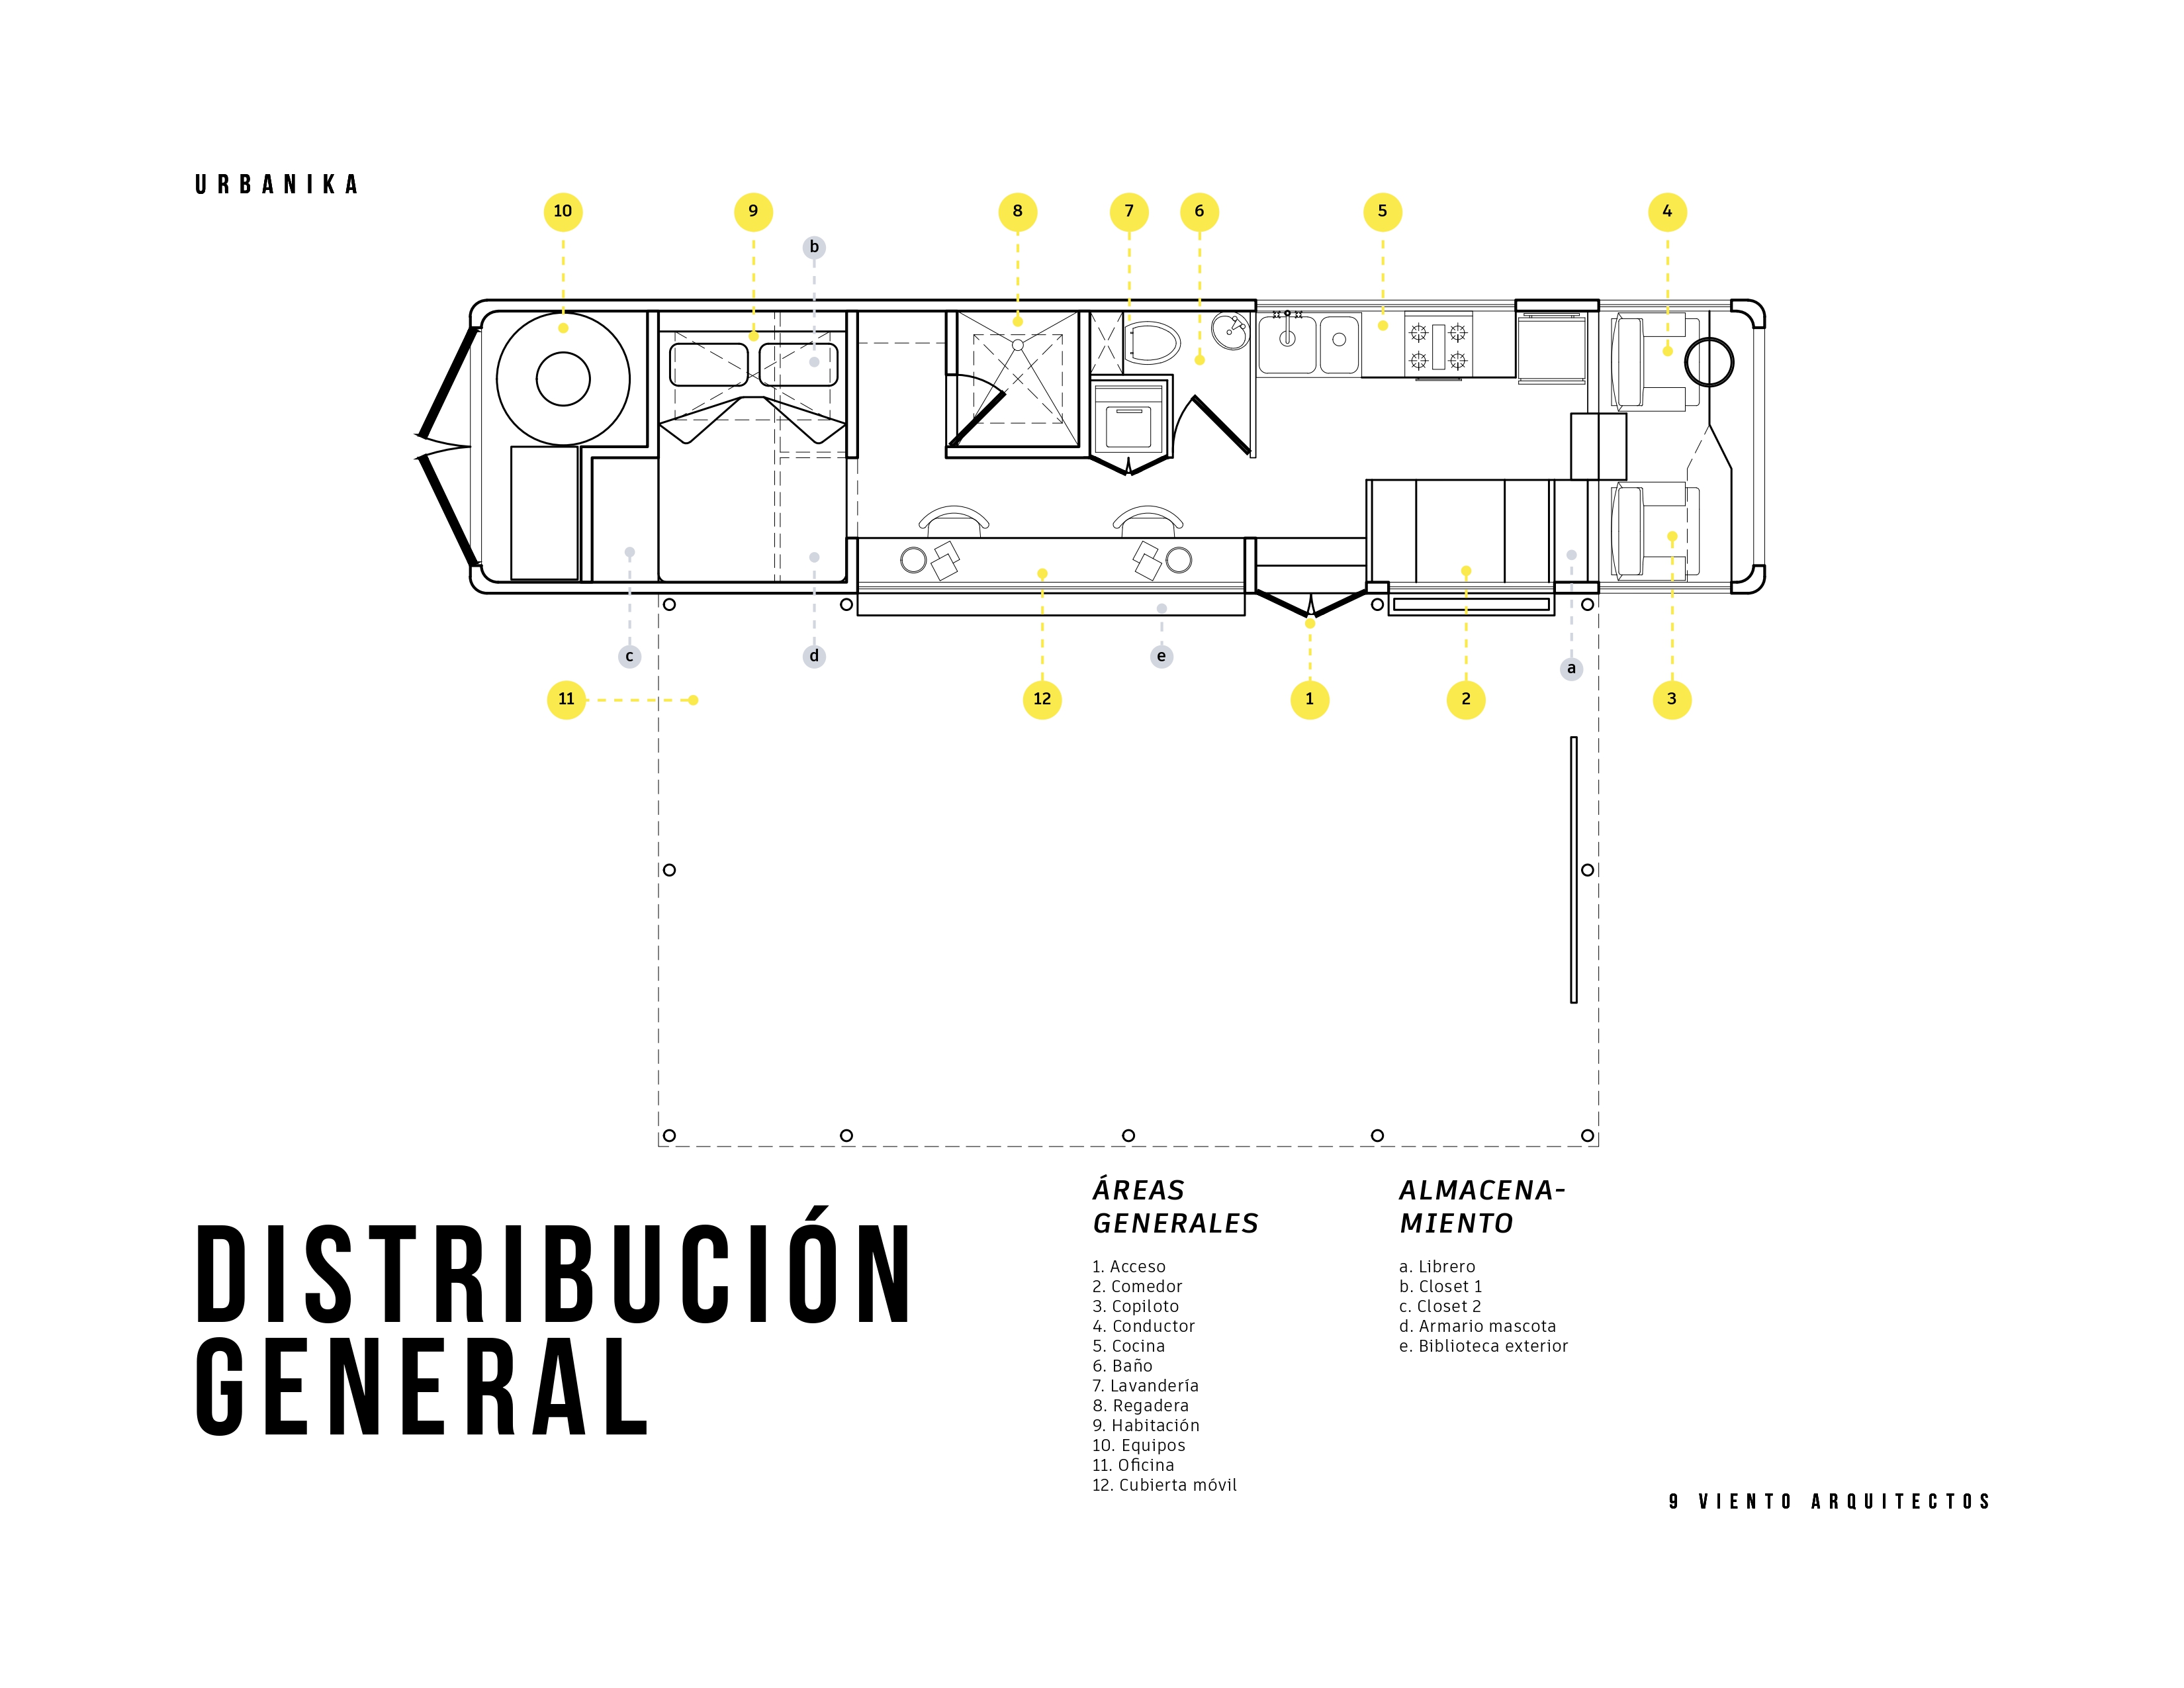 URBANIKA
10
9
8
7
6
5
4
b
c
d
e
a
11
12
1
2
3
DISTRIBUCIÓN
GENERAL
ÁREAS
GENERALES
1. Acceso
2. Comedor
3. Copiloto
4. Conductor
5. Cocina
6. Baño
7. Lavandería
8. Regadera
9. Habitación
10. Equipos
11. Oficina
12. Cubierta móvil
ALMACENA-
MIENTO
a. Librero
b. Closet 1
c. Closet 2
d. Armario mascota
e. Biblioteca exterior
9 VIENTO ARQUITECTOS